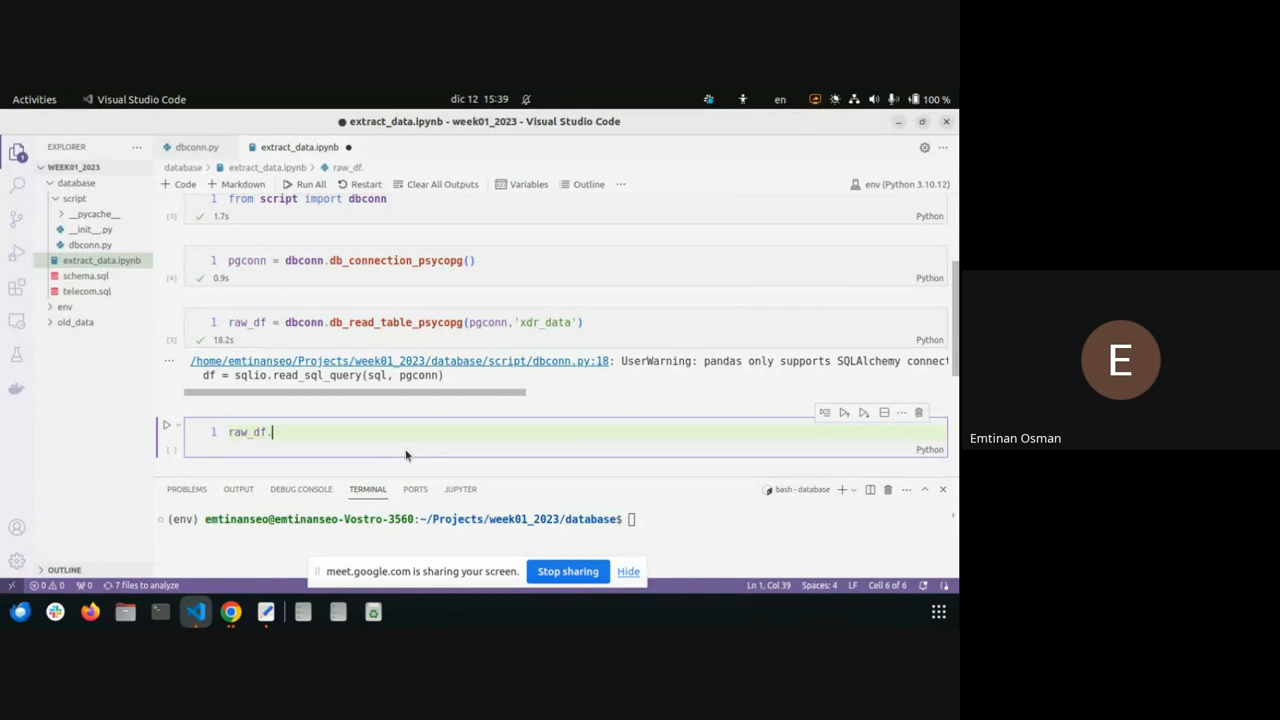 Activities Visual Studio Code dic 12 15:39 en 100 %
extract_data.ipynb - week01_2023 - Visual Studio Code
EXPLORER dbconn.py extract_data.ipynb
WEEK01_2023 database > extract_data.ipynb > raw_df.
database + Code + Markdown Run All Restart Clear All Outputs Variables Outline env (Python 3.10.12)
script 1 from script import dbconn
__pycache__ [3] 1.7s Python
__init__.py
dbconn.py
extract_data.ipynb 1 pgconn = dbconn.db_connection_psycopg()
schema.sql [4] 0.9s Python
telecom.sql
env
old_data 1 raw_df = dbconn.db_read_table_psycopg(pgconn,'xdr_data')
[5] 18.2s Python
/home/emtinanseo/Projects/week01_2023/database/script/dbconn.py:18: UserWarning: pandas only supports SQLAlchemy connect
df = sqlio.read_sql_query(sql, pgconn)
1 raw_df.
[ ] Python
PROBLEMS OUTPUT DEBUG CONSOLE TERMINAL PORTS JUPYTER bash - database
(env) emtinanseo@emtinanseo-Vostro-3560:~/Projects/week01_2023/database$
OUTLINE
meet.google.com is sharing your screen. Stop sharing Hide
0 0 0 7 files to analyze Ln 1, Col 39 Spaces: 4 LF Cell 6 of 6
E
Emtinan Osman